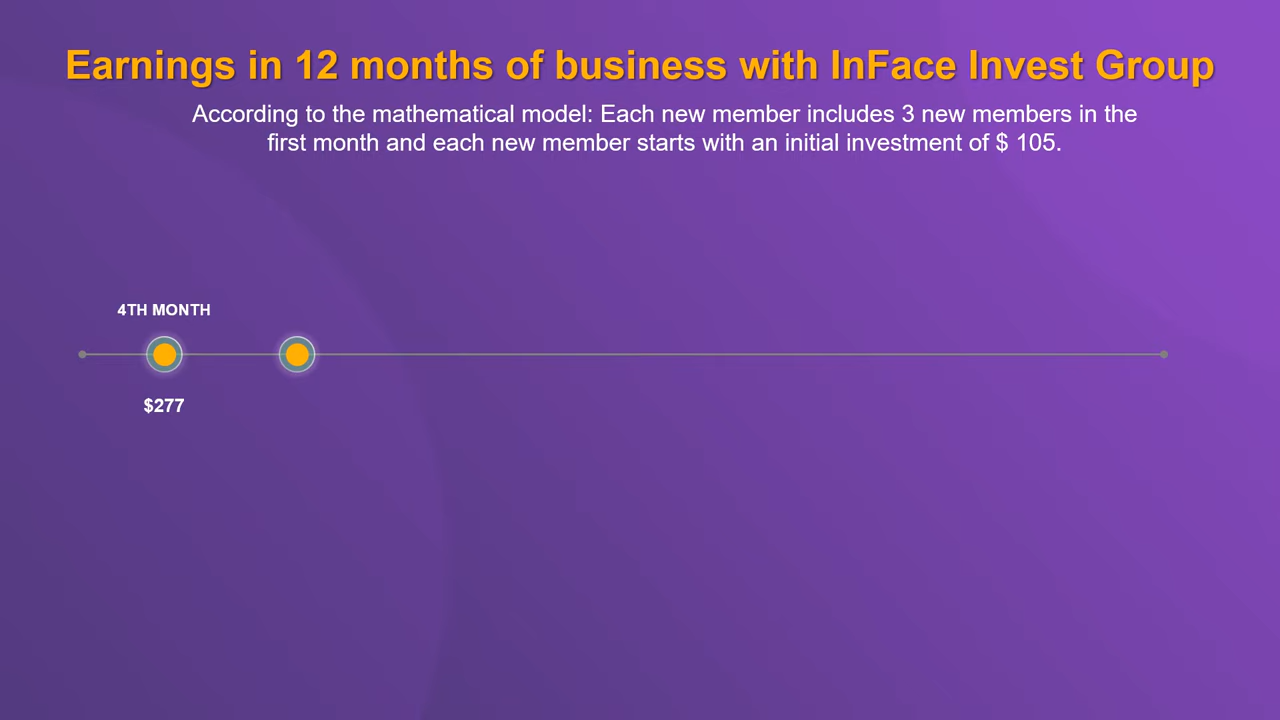 Earnings in 12 months of business with InFace Invest Group
According to the mathematical model: Each new member includes 3 new members in the
first month and each new member starts with an initial investment of $ 105.
4TH MONTH
$277